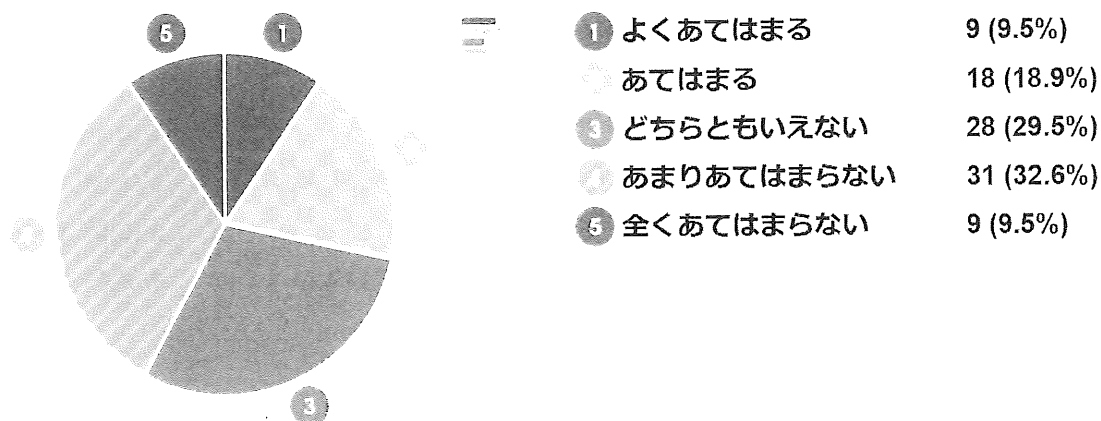 5 1
3
1 よくあてはまる 9 (9.5%)
あてはまる 18 (18.9%)
3 どちらともいえない 28 (29.5%)
あまりあてはまらない 31 (32.6%)
5 全くあてはまらない 9 (9.5%)